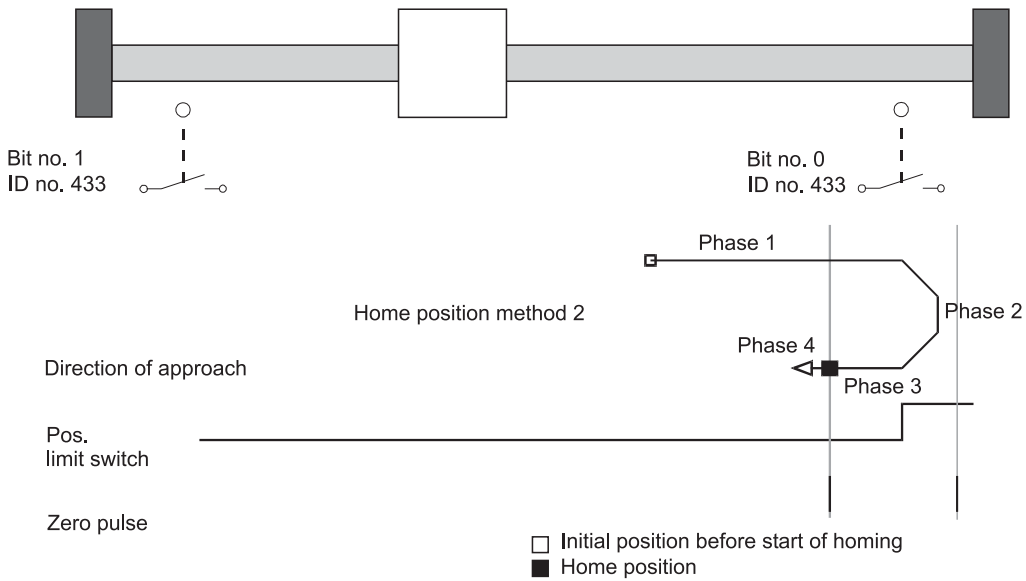 Bit no. 1
ID no. 433
Bit no. 0
ID no. 433
Phase 1
Home position method 2
Phase 2
Phase 4
Direction of approach
Phase 3
Pos.
limit switch
Zero pulse
Initial position before start of homing
Home position